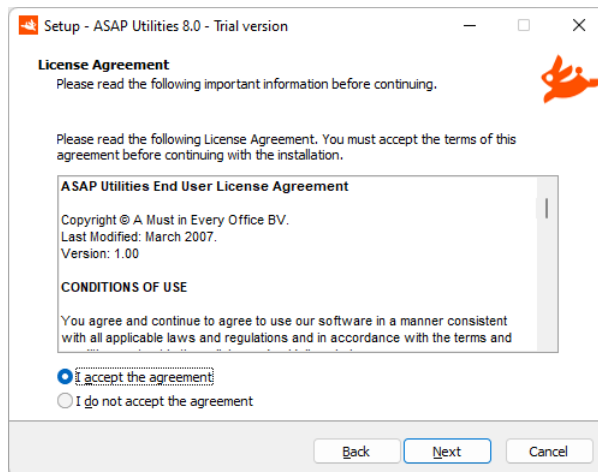 Setup - ASAP Utilities 8.0 - Trial version
License Agreement
Please read the following important information before continuing.
Please read the following License Agreement. You must accept the terms of this
agreement before continuing with the installation.
ASAP Utilities End User License Agreement
Copyright © A Must in Every Office BV.
Last Modified: March 2007.
Version: 1.00
CONDITIONS OF USE
You agree and continue to agree to use our software in a manner consistent
with all applicable laws and regulations and in accordance with the terms and
I accept the agreement
I do not accept the agreement
Back Next Cancel